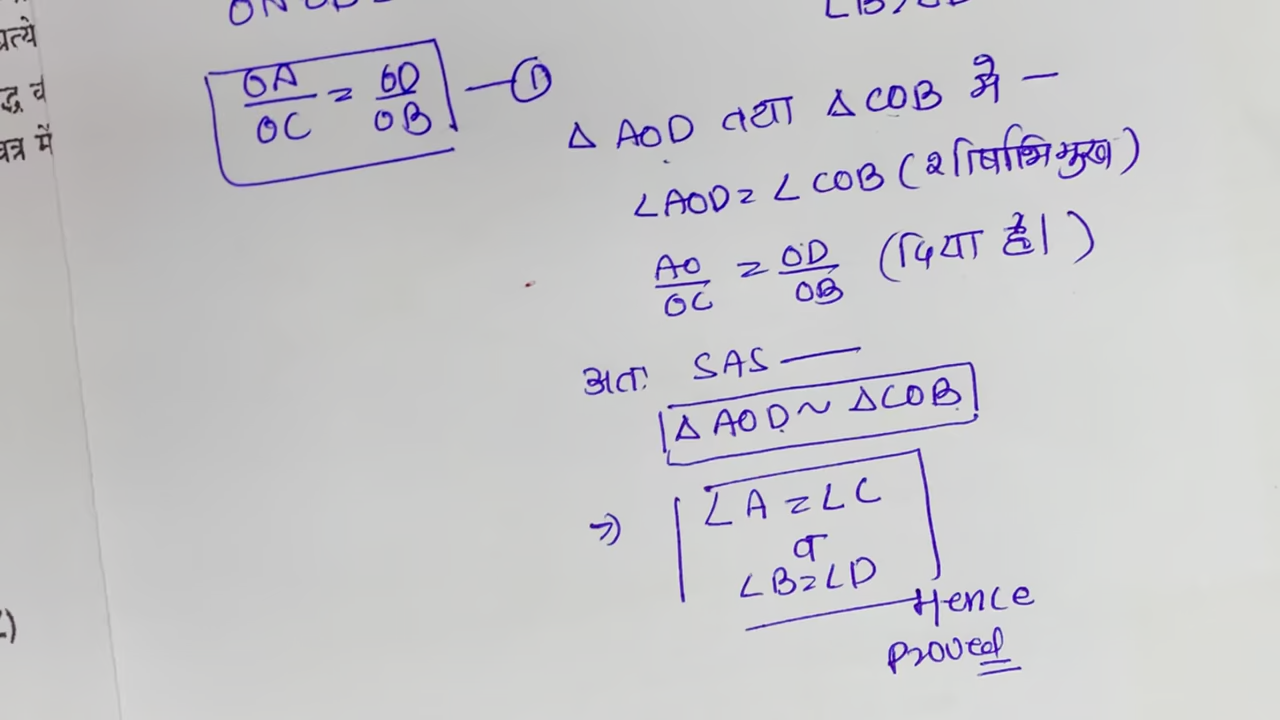 OA/OC = OD/OB — ①
△ AOD तथा △ COB में —
∠AOD = ∠COB (शीर्षाभिमुख)
AO/OC = OD/OB (दिया है।)
अतः SAS —
△ AOD ~ △COB
⇒ ∠A = ∠C
व
∠B = ∠D
Hence
Proved
प्रत्ये
में